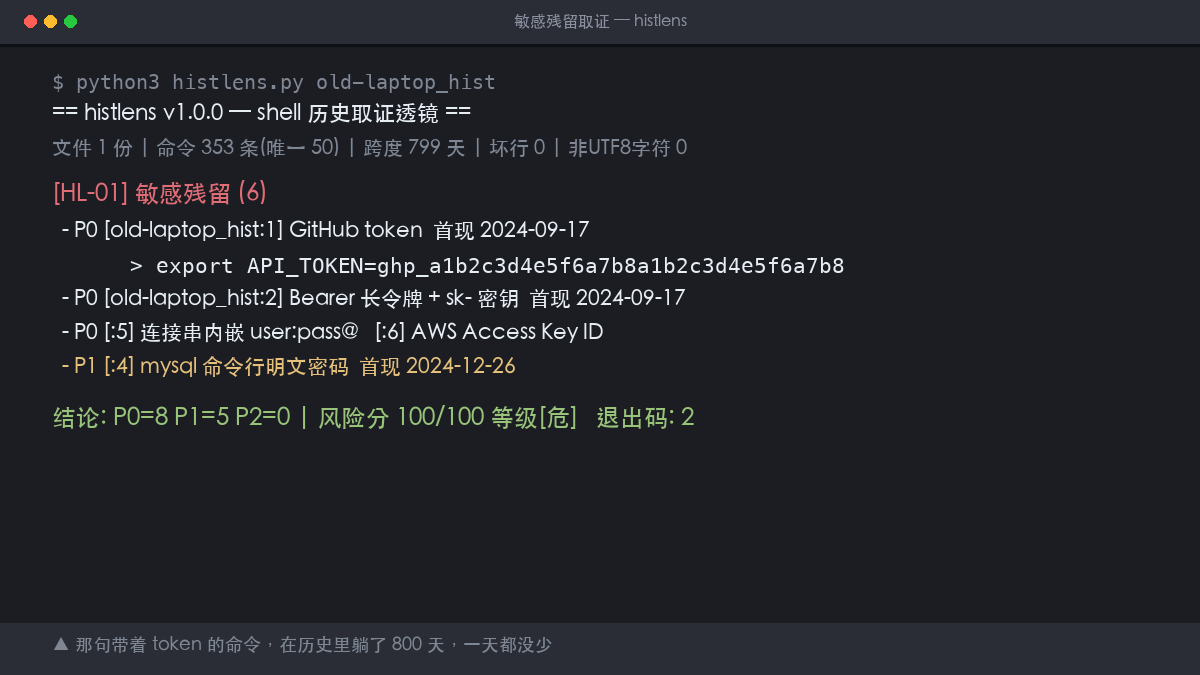 敏感残留取证 — histlens
$ python3 histlens.py old-laptop_hist
== histlens v1.0.0 — shell 历史取证透镜 ==
文件 1 份 | 命令 353 条(唯一 50) | 跨度 799 天 | 坏行 0 | 非UTF8字符 0
[HL-01] 敏感残留 (6)
- P0 [old-laptop_hist:1] GitHub token 首现 2024-09-17
> export API_TOKEN=ghp_a1b2c3d4e5f6a7b8a1b2c3d4e5f6a7b8
- P0 [old-laptop_hist:2] Bearer 长令牌 + sk- 密钥 首现 2024-09-17
- P0 [:5] 连接串内嵌 user:pass@ [:6] AWS Access Key ID
- P1 [:4] mysql 命令行明文密码 首现 2024-12-26
结论: P0=8 P1=5 P2=0 | 风险分 100/100 等级[危] 退出码: 2
▲ 那句带着 token 的命令，在历史里躺了 800 天，一天都没少